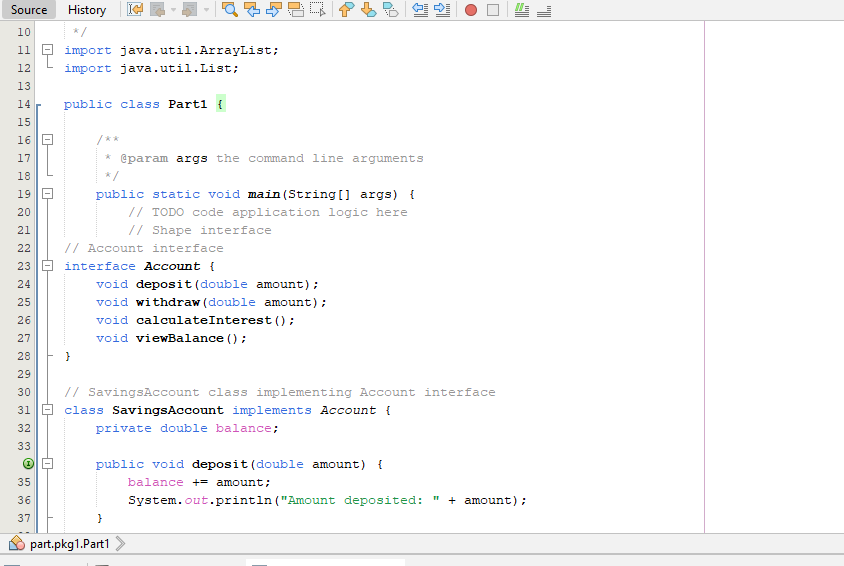 Source History
10 */
11 import java.util.ArrayList;
12 import java.util.List;
13
14 public class Part1 {
15
16 /**
17 * @param args the command line arguments
18 */
19 public static void main(String[] args) {
20 // TODO code application logic here
21 // Shape interface
22 // Account interface
23 interface Account {
24 void deposit(double amount);
25 void withdraw(double amount);
26 void calculateInterest();
27 void viewBalance();
28 }
29
30 // SavingsAccount class implementing Account interface
31 class SavingsAccount implements Account {
32 private double balance;
33
public void deposit(double amount) {
35 balance += amount;
36 System.out.println("Amount deposited: " + amount);
37 }
part.pkg1.Part1